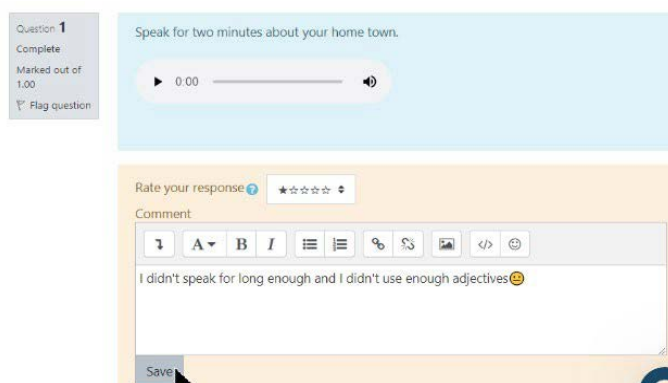 Question 1
Complete
Marked out of
1.00
Flag question
Speak for two minutes about your home town.
0:00
Rate your response
★☆☆☆☆
Comment
A B I
I didn't speak for long enough and I didn't use enough adjectives😐
Save